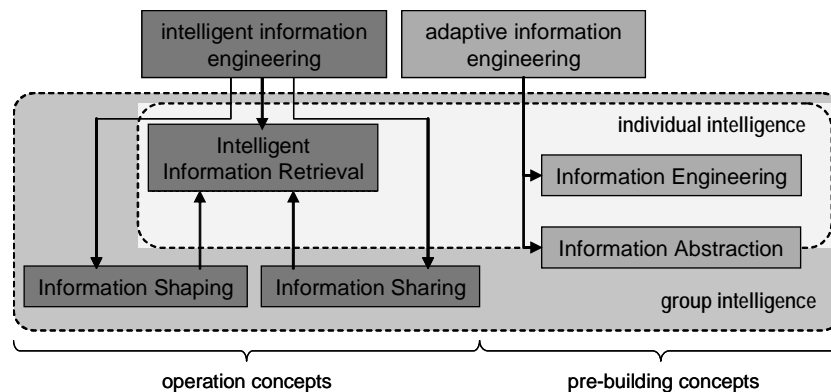 intelligent information
engineering
adaptive information
engineering
individual intelligence
Intelligent
Information Retrieval
Information Engineering
Information Abstraction
Information Shaping
Information Sharing
group intelligence
operation concepts
pre-building concepts